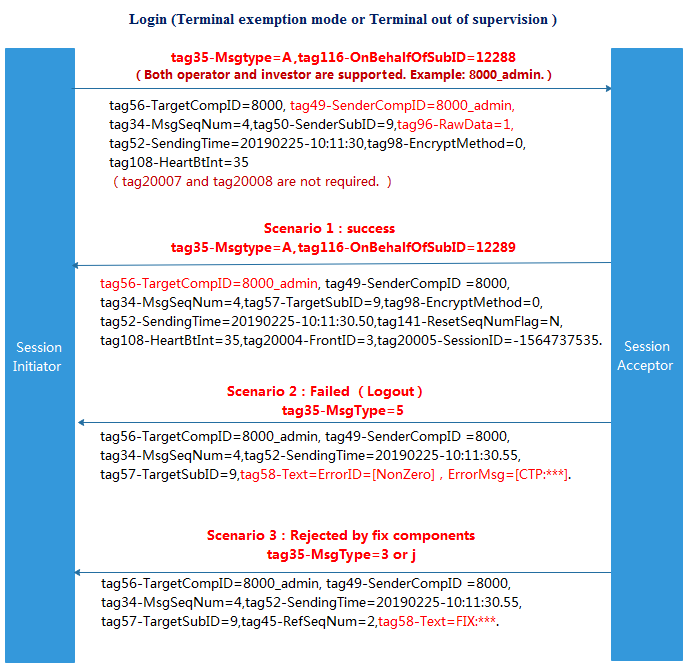 Login (Terminal exemption mode or Terminal out of supervision )
tag35-Msgtype=A,tag116-OnBehalfOfSubID=12288
( Both operator and investor are supported. Example: 8000_admin. )
tag56-TargetCompID=8000, tag49-SenderCompID=8000_admin,
tag34-MsgSeqNum=4,tag50-SenderSubID=9,tag96-RawData=1,
tag52-SendingTime=20190225-10:11:30,tag98-EncryptMethod=0,
tag108-HeartBtInt=35
( tag20007 and tag20008 are not required. )
Scenario 1 : success
tag35-Msgtype=A,tag116-OnBehalfOfSubID=12289
tag56-TargetCompID=8000_admin, tag49-SenderCompID =8000,
tag34-MsgSeqNum=4,tag57-TargetSubID=9,tag98-EncryptMethod=0,
tag52-SendingTime=20190225-10:11:30.50,tag141-ResetSeqNumFlag=N,
tag108-HeartBtInt=35,tag20004-FrontID=3,tag20005-SessionID=-1564737535.
Session
Initiator
Session
Acceptor
Scenario 2 : Failed ( Logout )
tag35-MsgType=5
tag56-TargetCompID=8000_admin, tag49-SenderCompID =8000,
tag34-MsgSeqNum=4,tag52-SendingTime=20190225-10:11:30.55,
tag57-TargetSubID=9,tag58-Text=ErrorID=[NonZero] , ErrorMsg=[CTP:***].
Scenario 3 : Rejected by fix components
tag35-MsgType=3 or j
tag56-TargetCompID=8000_admin, tag49-SenderCompID =8000,
tag34-MsgSeqNum=4,tag52-SendingTime=20190225-10:11:30.55,
tag57-TargetSubID=9,tag45-RefSeqNum=2,tag58-Text=FIX:***.